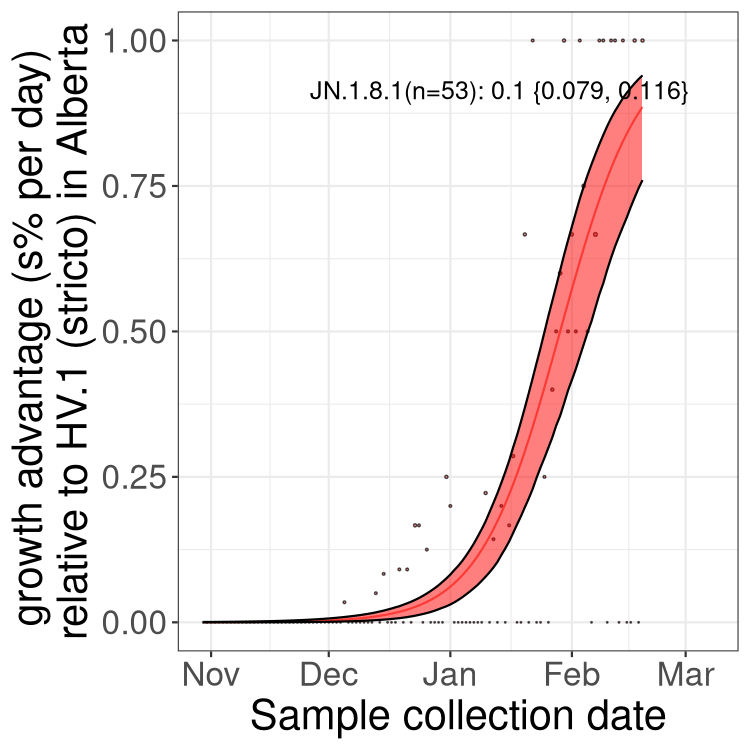 growth advantage (s% per day)
relative to HV.1 (stricto) in Alberta
1.00
0.75
0.50
0.25
0.00
JN.1.8.1(n=53): 0.1 {0.079, 0.116}
Nov Dec Jan Feb Mar
Sample collection date